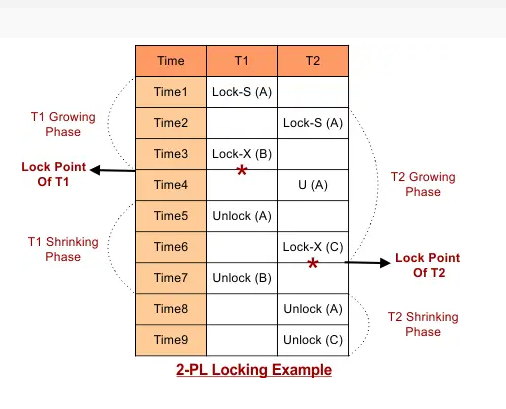 Time T1 T2
Time1 Lock-S (A)
Time2 Lock-S (A)
Time3 Lock-X (B)
*
Time4 U (A)
Time5 Unlock (A)
Time6 Lock-X (C)
*
Time7 Unlock (B)
Time8 Unlock (A)
Time9 Unlock (C)
T1 Growing
Phase
Lock Point
Of T1
T1 Shrinking
Phase
T2 Growing
Phase
Lock Point
Of T2
T2 Shrinking
Phase
2-PL Locking Example